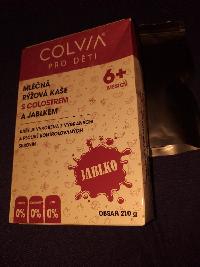 COLVIA
PRO DĚTI
6+
MĚSÍCŮ
MLÉČNÁ
RÝŽOVÁ KAŠE
S COLOSTREM
A JABLKEM
JABLKO
0% 0% 0%
OBSAH 210 g